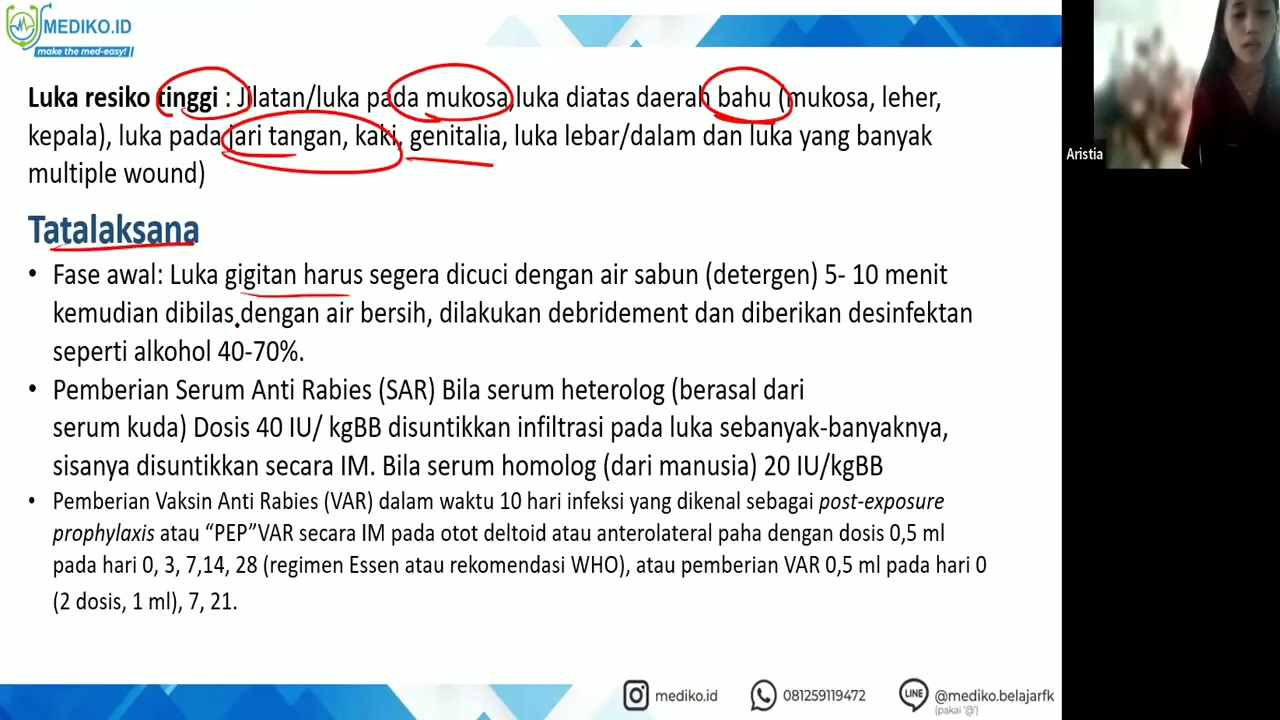 MEDIKO.ID
make the med-easy!
Luka resiko tinggi : Jilatan/luka pada mukosa,luka diatas daerah bahu (mukosa, leher,
kepala), luka pada jari tangan, kaki, genitalia, luka lebar/dalam dan luka yang banyak
multiple wound)
Aristia
Tatalaksana
• Fase awal: Luka gigitan harus segera dicuci dengan air sabun (detergen) 5- 10 menit
kemudian dibilas dengan air bersih, dilakukan debridement dan diberikan desinfektan
seperti alkohol 40-70%.
• Pemberian Serum Anti Rabies (SAR) Bila serum heterolog (berasal dari
serum kuda) Dosis 40 IU/ kgBB disuntikkan infiltrasi pada luka sebanyak-banyaknya,
sisanya disuntikkan secara IM. Bila serum homolog (dari manusia) 20 IU/kgBB
• Pemberian Vaksin Anti Rabies (VAR) dalam waktu 10 hari infeksi yang dikenal sebagai post-exposure
prophylaxis atau “PEP”VAR secara IM pada otot deltoid atau anterolateral paha dengan dosis 0,5 ml
pada hari 0, 3, 7,14, 28 (regimen Essen atau rekomendasi WHO), atau pemberian VAR 0,5 ml pada hari 0
(2 dosis, 1 ml), 7, 21.
mediko.id
081259119472
LINE
@mediko.belajarfk
(pakai '@')